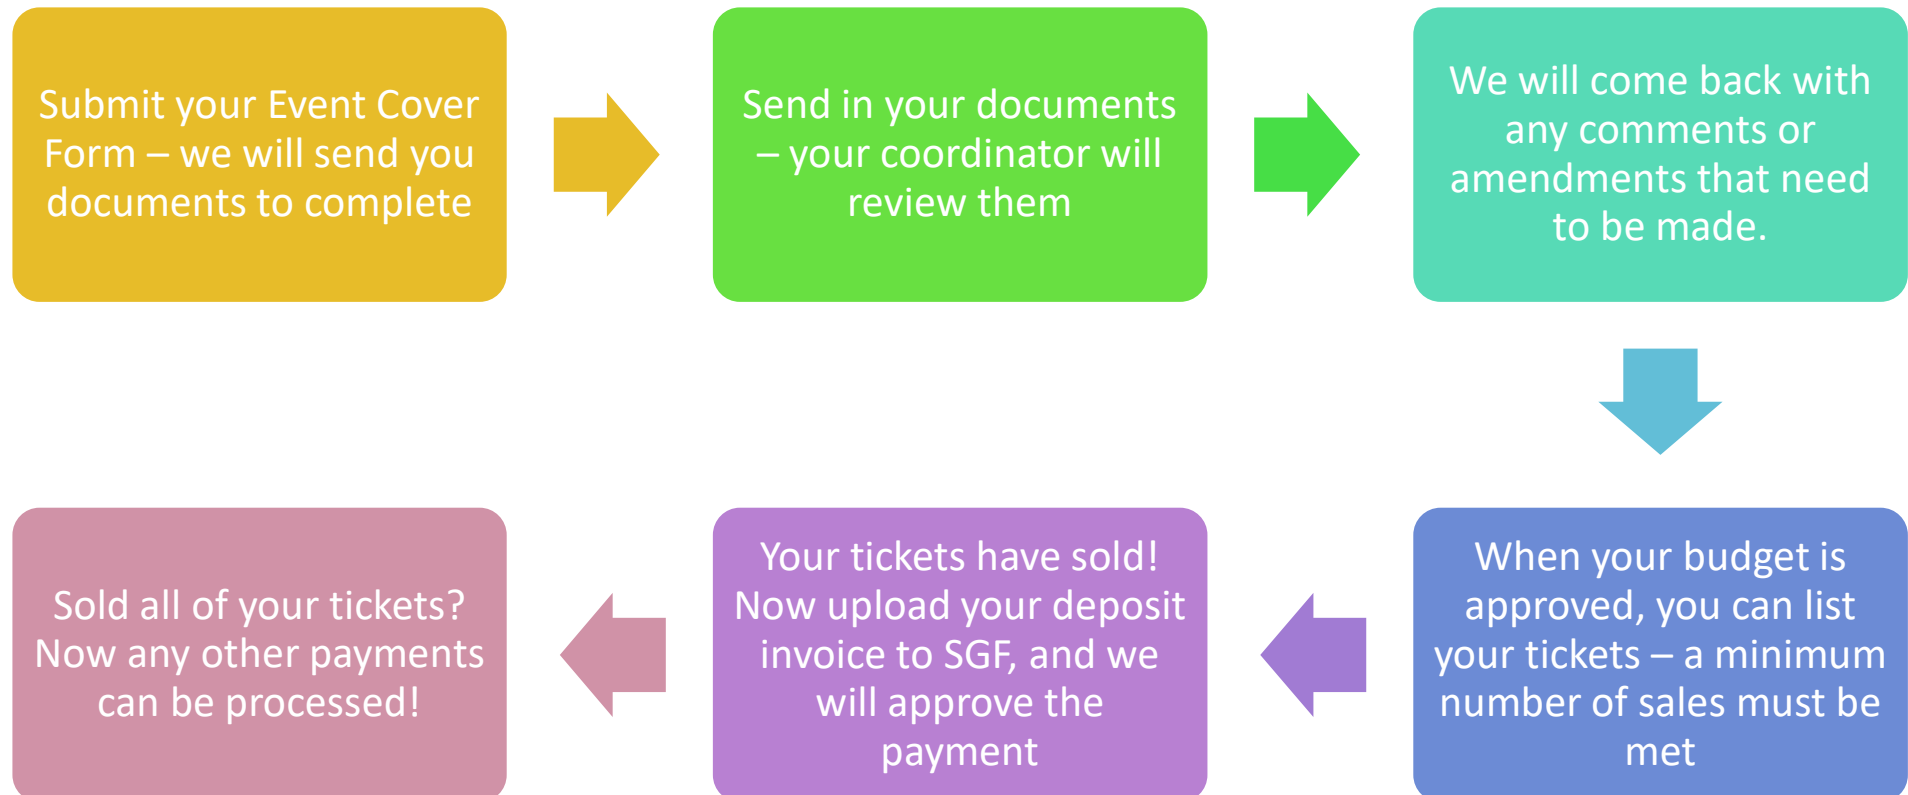 Submit your Event Cover
Form – we will send you
documents to complete
Send in your documents
– your coordinator will
review them
We will come back with
any comments or
amendments that need
to be made.
When your budget is
approved, you can list
your tickets – a minimum
number of sales must be
met
Your tickets have sold!
Now upload your deposit
invoice to SGF, and we
will approve the
payment
Sold all of your tickets?
Now any other payments
can be processed!